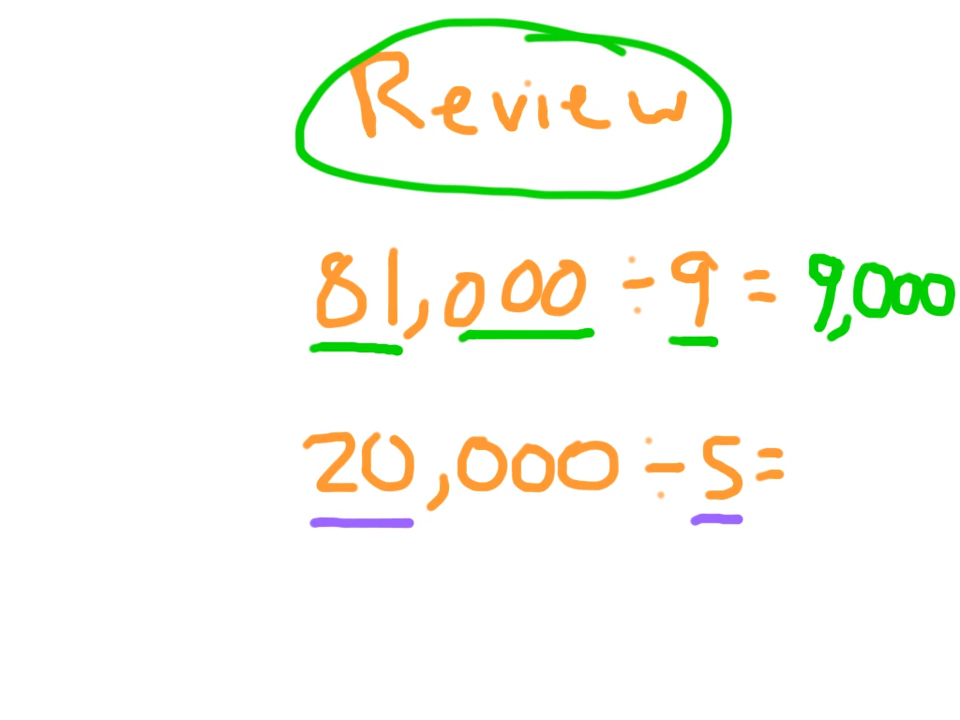 Review
81,000 ÷ 9 = 9,000
20,000 ÷ 5 =